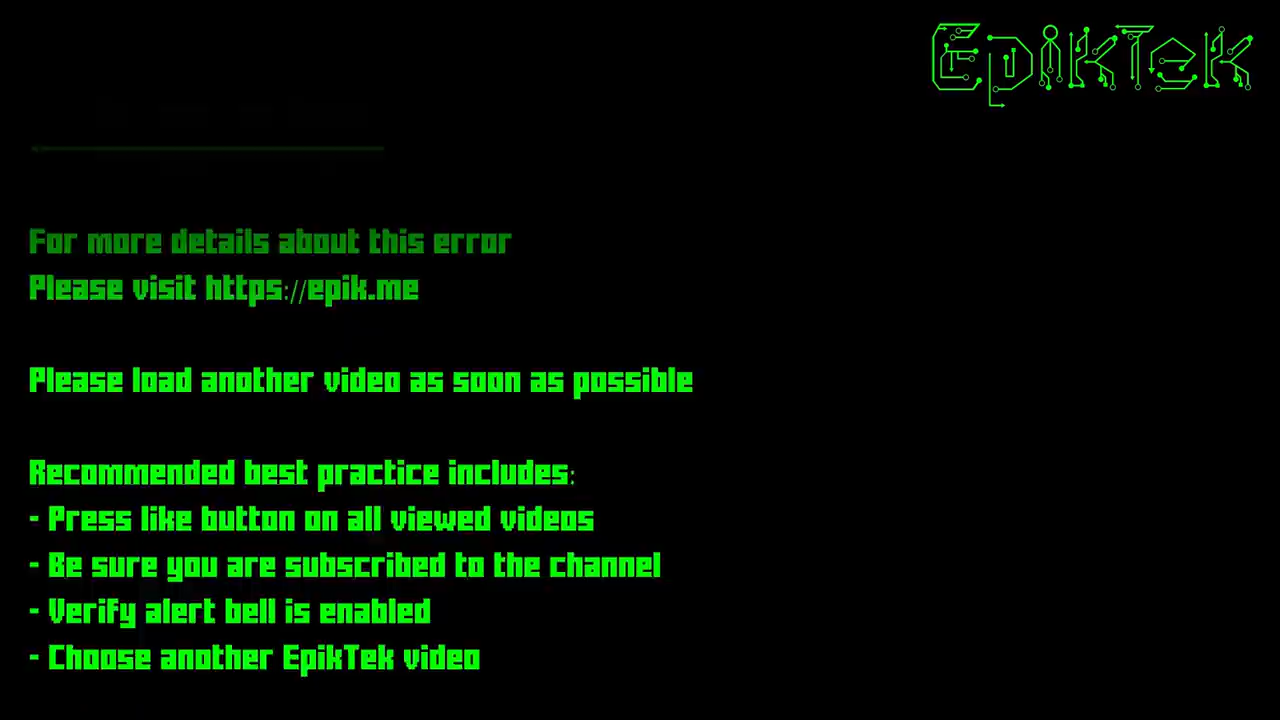 EpikTek
For more details about this error
Please visit https://epik.me
Please load another video as soon as possible
Recommended best practice includes:
- Press like button on all viewed videos
- Be sure you are subscribed to the channel
- Verify alert bell is enabled
- Choose another EpikTek video